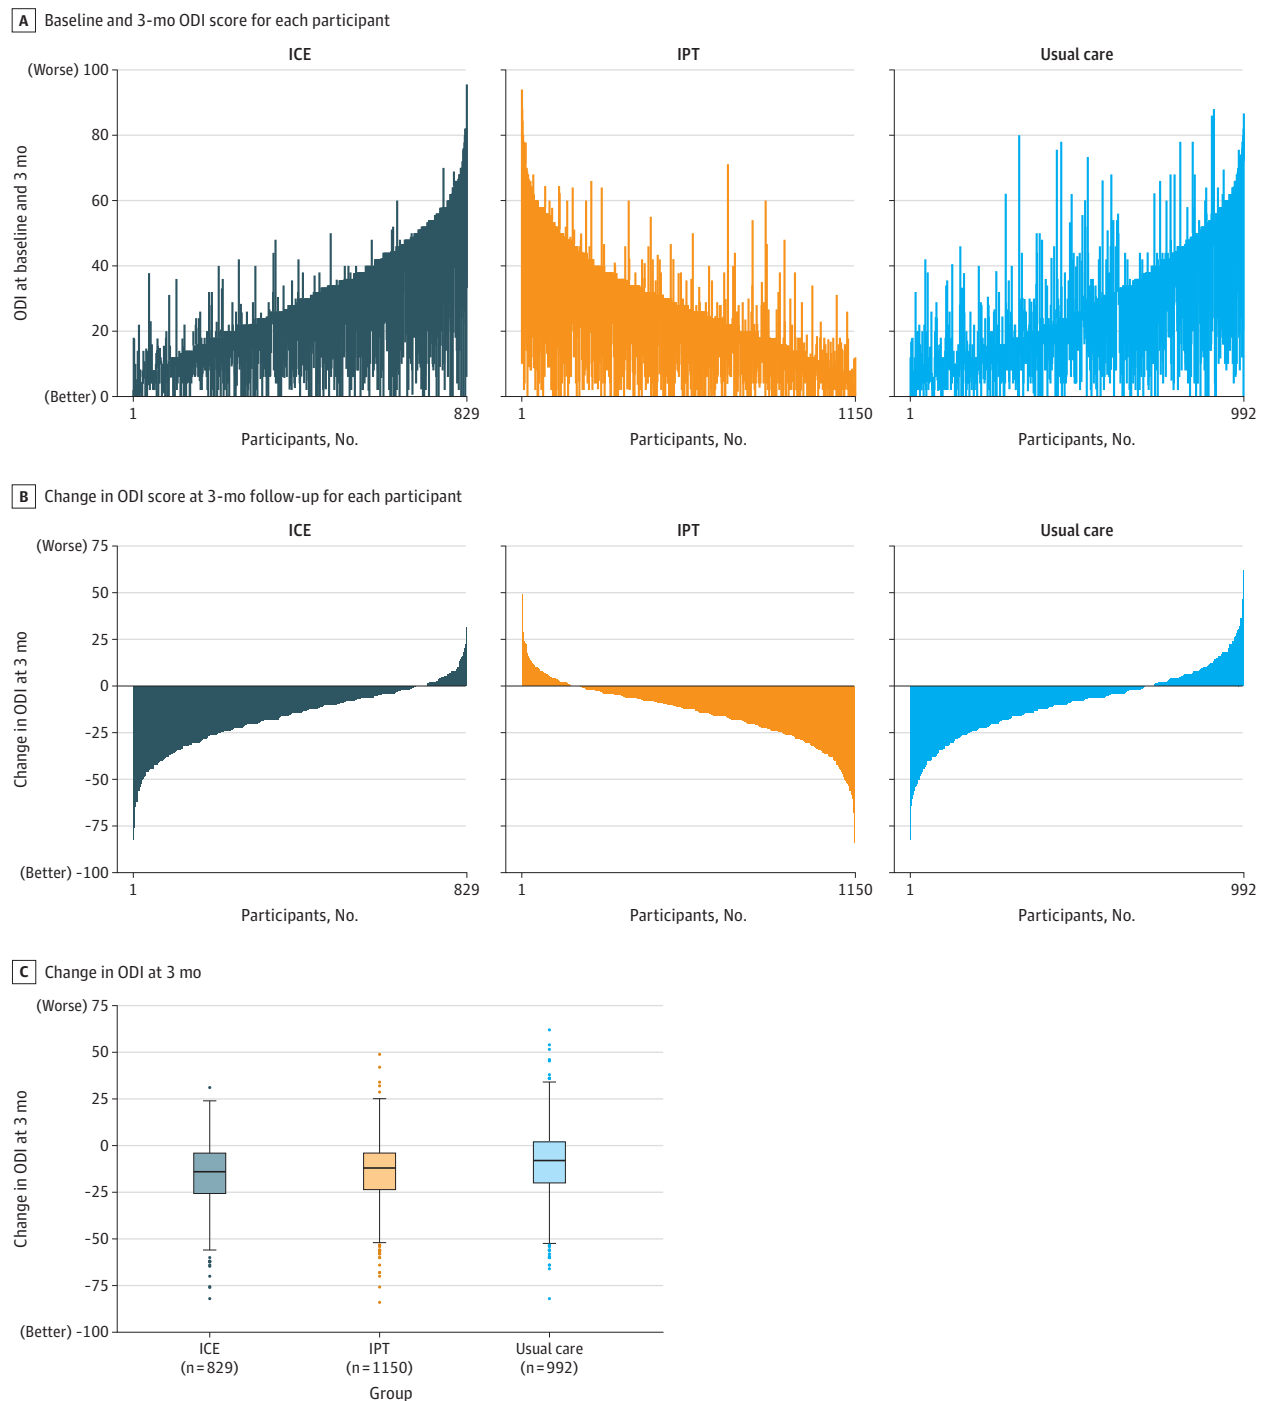 A Baseline and 3-mo ODI score for each participant
ICE IPT Usual care
(Worse) 100
80
60
40
20
(Better) 0
ODI at baseline and 3 mo
1 829 1 1150 1 992
Participants, No. Participants, No. Participants, No.
B Change in ODI score at 3-mo follow-up for each participant
ICE IPT Usual care
(Worse) 75
50
25
0
-25
-50
-75
(Better) -100
Change in ODI at 3 mo
1 829 1 1150 1 992
Participants, No. Participants, No. Participants, No.
C Change in ODI at 3 mo
(Worse) 75
50
25
0
-25
-50
-75
(Better) -100
Change in ODI at 3 mo
ICE IPT Usual care
(n=829) (n=1150) (n=992)
Group